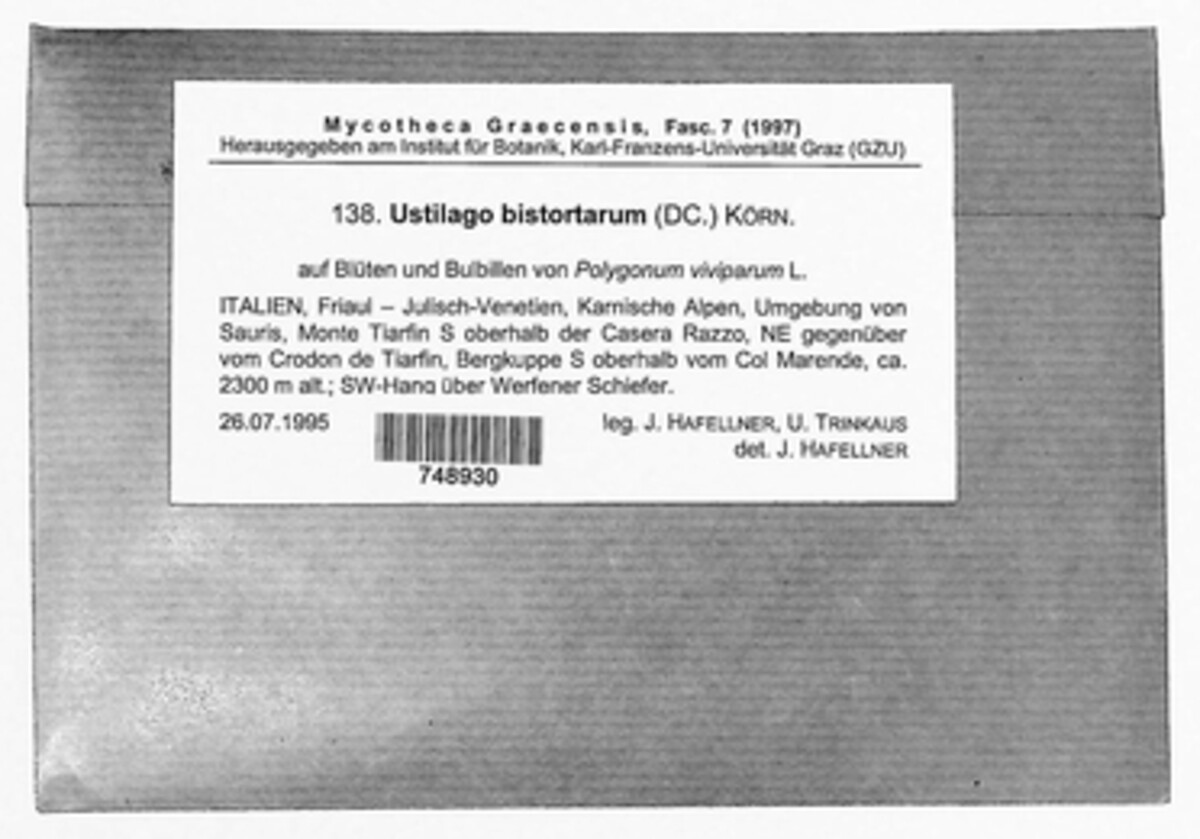 Mycotheca Graecensis, Fasc. 7 (1997)
Herausgegeben am Institut für Botanik, Karl-Franzens-Universität Graz (GZU)
138. Ustilago bistortarum (DC.) KÖRN.
auf Blüten und Bulbillen von Polygonum viviparum L.
ITALIEN, Friaul – Julisch-Venetien, Karnische Alpen, Umgebung von
Sauris, Monte Tiarfin S oberhalb der Casera Razzo, NE gegenüber
vom Crodon de Tiarfin, Bergkuppe S oberhalb vom Col Marende, ca.
2300 m alt.; SW-Hang über Werfener Schiefer.
26.07.1995 leg. J. HAFELLNER, U. TRINKAUS
det. J. HAFELLNER
748930